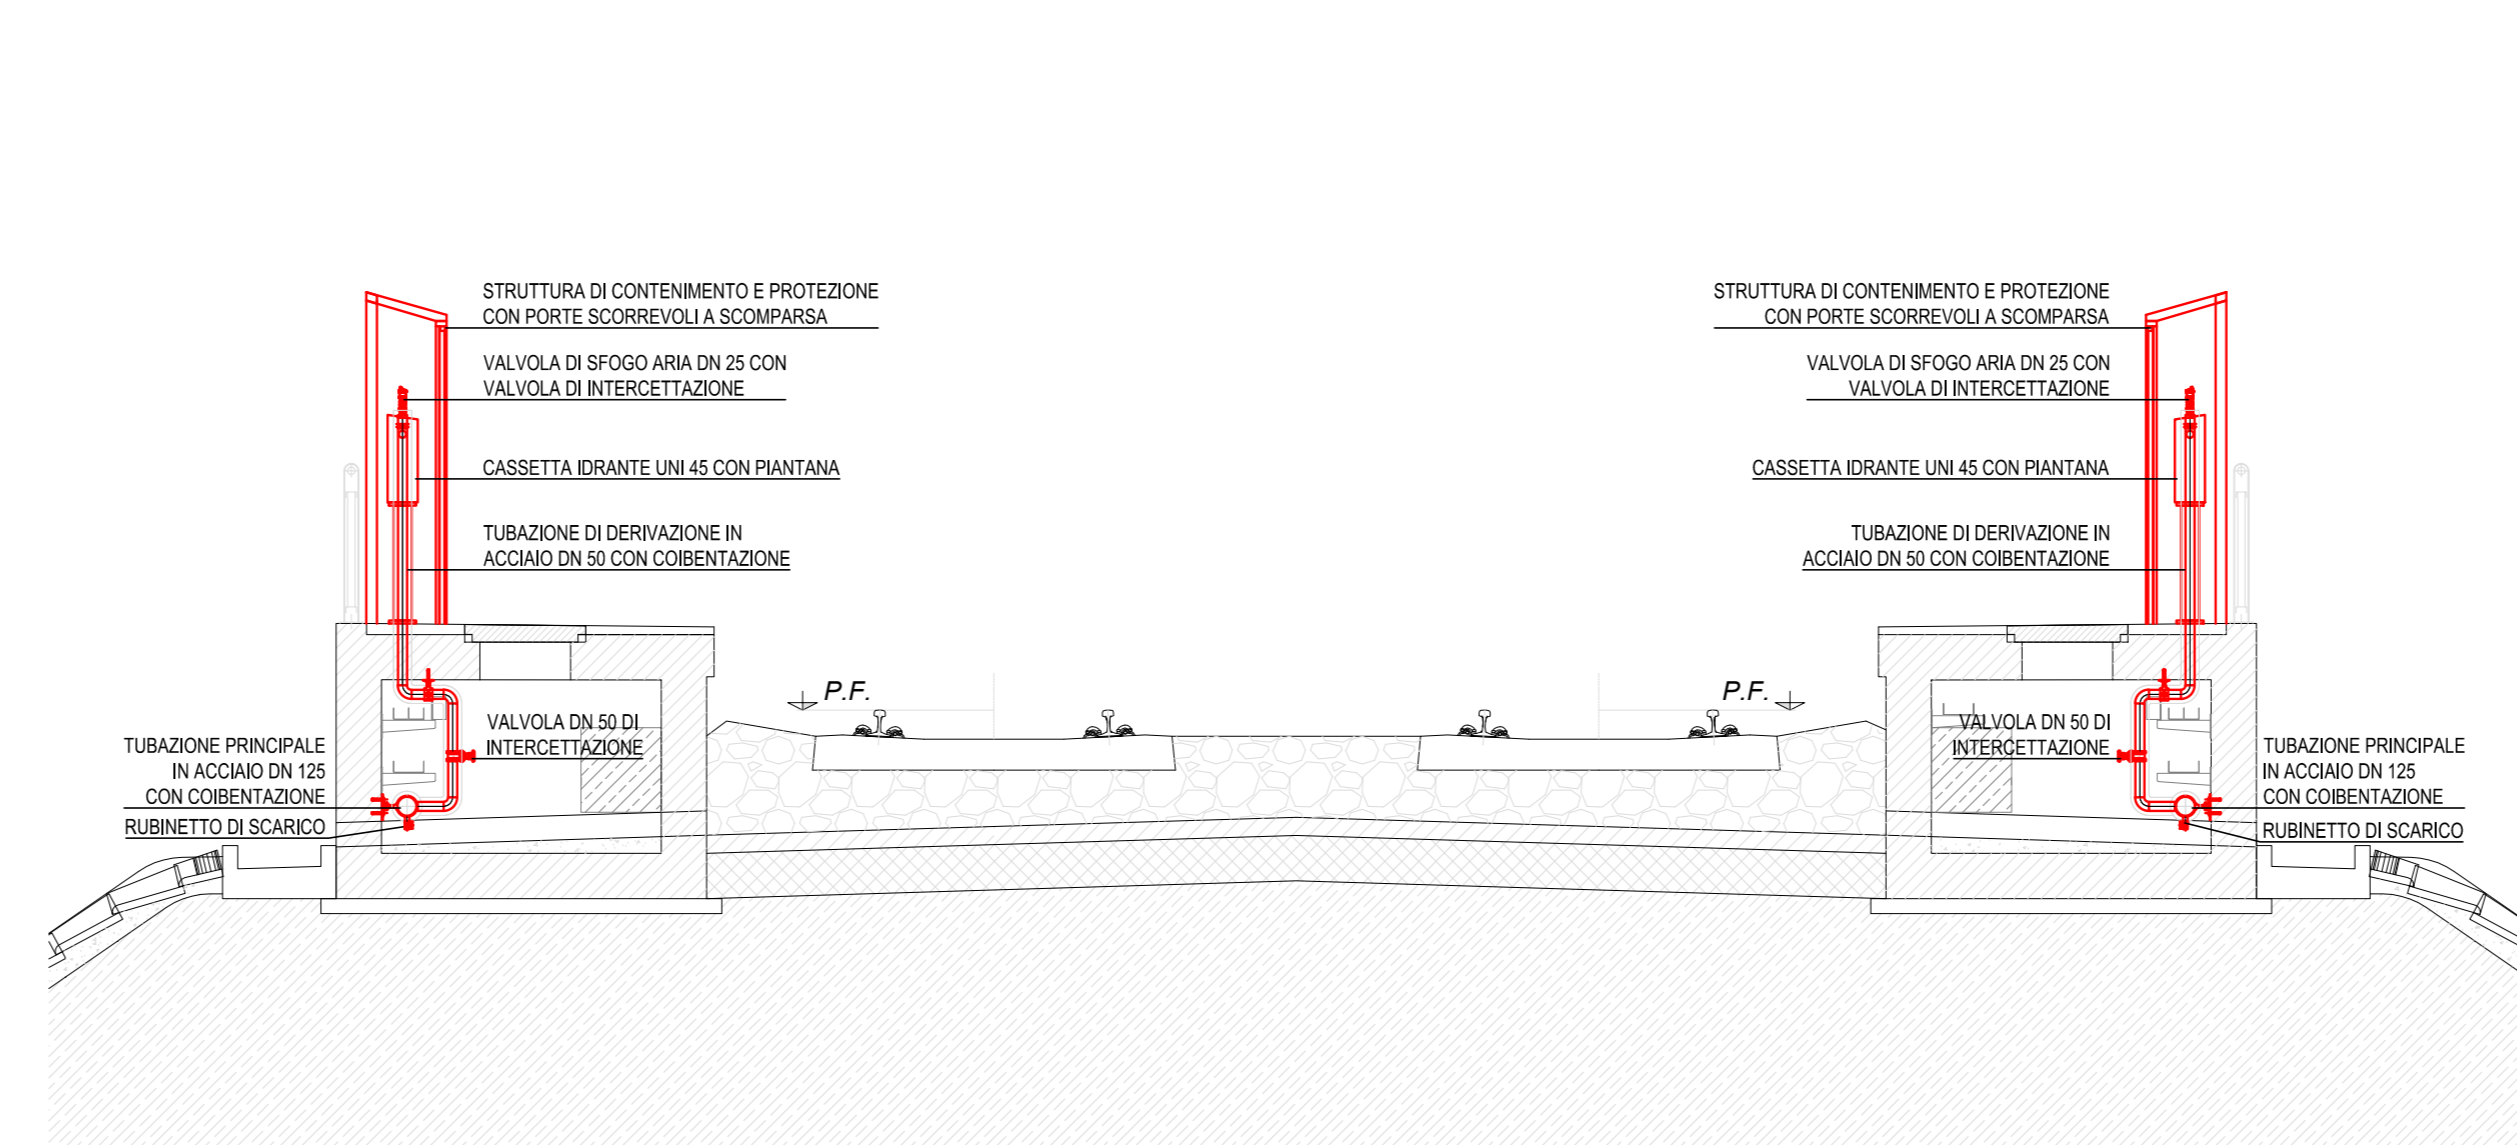 STRUTTURA DI CONTENIMENTO E PROTEZIONE
CON PORTE SCORREVOLI A SCOMPARSA
VALVOLA DI SFOGO ARIA DN 25 CON
VALVOLA DI INTERCETTAZIONE
CASSETTA IDRANTE UNI 45 CON PIANTANA
TUBAZIONE DI DERIVAZIONE IN
ACCIAIO DN 50 CON COIBENTAZIONE
P.F.
VALVOLA DN 50 DI
INTERCETTAZIONE
TUBAZIONE PRINCIPALE
IN ACCIAIO DN 125
CON COIBENTAZIONE
RUBINETTO DI SCARICO
STRUTTURA DI CONTENIMENTO E PROTEZIONE
CON PORTE SCORREVOLI A SCOMPARSA
VALVOLA DI SFOGO ARIA DN 25 CON
VALVOLA DI INTERCETTAZIONE
CASSETTA IDRANTE UNI 45 CON PIANTANA
TUBAZIONE DI DERIVAZIONE IN
ACCIAIO DN 50 CON COIBENTAZIONE
P.F.
VALVOLA DN 50 DI
INTERCETTAZIONE
TUBAZIONE PRINCIPALE
IN ACCIAIO DN 125
CON COIBENTAZIONE
RUBINETTO DI SCARICO